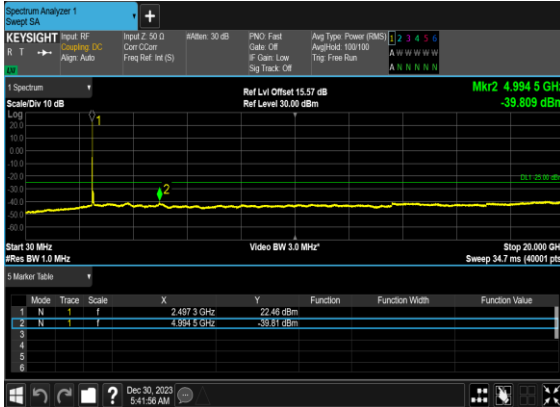 Spectrum Analyzer 1
Swept SA
+
KEYSIGHT Input: RF Input Z: 50 Ω #Atten: 30 dB PNO: Fast Avg Type: Power (RMS) 1 2 3 4 5 6
R T Coupling: DC Corr CCorr Gate: Off Avg|Hold: 100/100 A W W W W W
Align: Auto Freq Ref: Int (S) IF Gain: Low Trig: Free Run
Sig Track: Off A N N N N N
1 Spectrum Ref Lvl Offset 15.57 dB Mkr2 4.994 5 GHz
Scale/Div 10 dB Ref Level 30.00 dBm -39.809 dBm
Log
1
20.0
10.0
0.00
-10.0
-20.0
DL1 -25.00 dBm
-30.0
2
-40.0
-50.0
-60.0
Start 30 MHz Video BW 3.0 MHz* Stop 20.000 GHz
#Res BW 1.0 MHz Sweep 34.7 ms (40001 pts)
5 Marker Table
Mode Trace Scale X Y Function Function Width Function Value
1 N 1 f 2.497 3 GHz 22.46 dBm
2 N 1 f 4.994 5 GHz -39.81 dBm
3
4
5
6
? Dec 30, 2023
5:41:56 AM